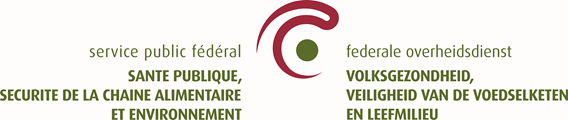 service public fédéral
SANTE PUBLIQUE,
SECURITE DE LA CHAINE ALIMENTAIRE
ET ENVIRONNEMENT
federale overheidsdienst
VOLKSGEZONDHEID,
VEILIGHEID VAN DE VOEDSELKETEN
EN LEEFMILIEU